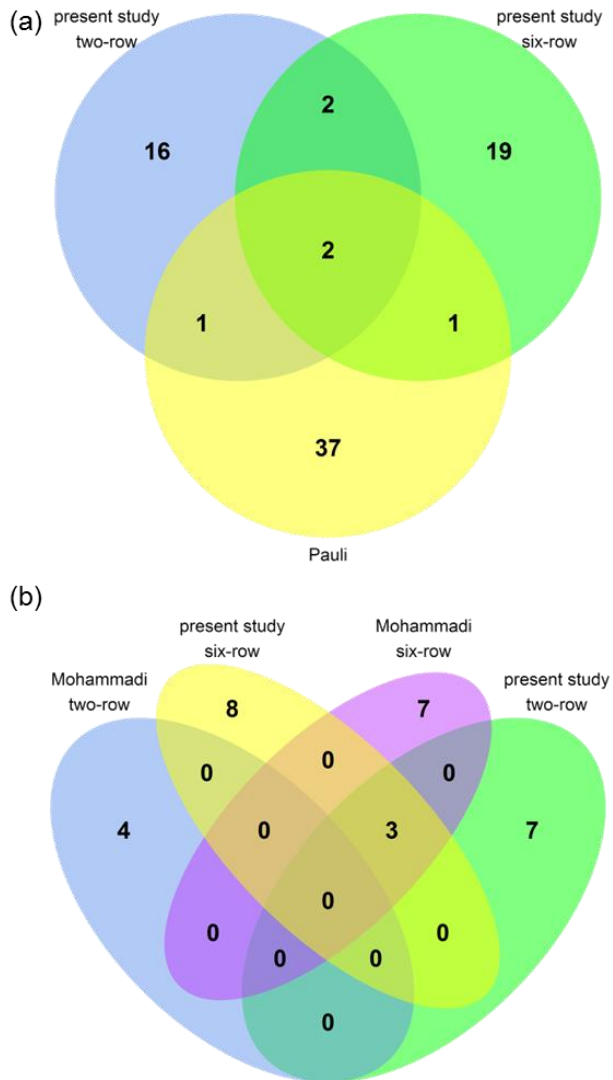 (a)
present study
two-row
present study
six-row
2
16
19
2
1
1
37
Pauli
(b)
present study
six-row
Mohammadi
six-row
Mohammadi
two-row
present study
two-row
8
7
0
0
0
4
0
3
7
0
0
0
0
0
0